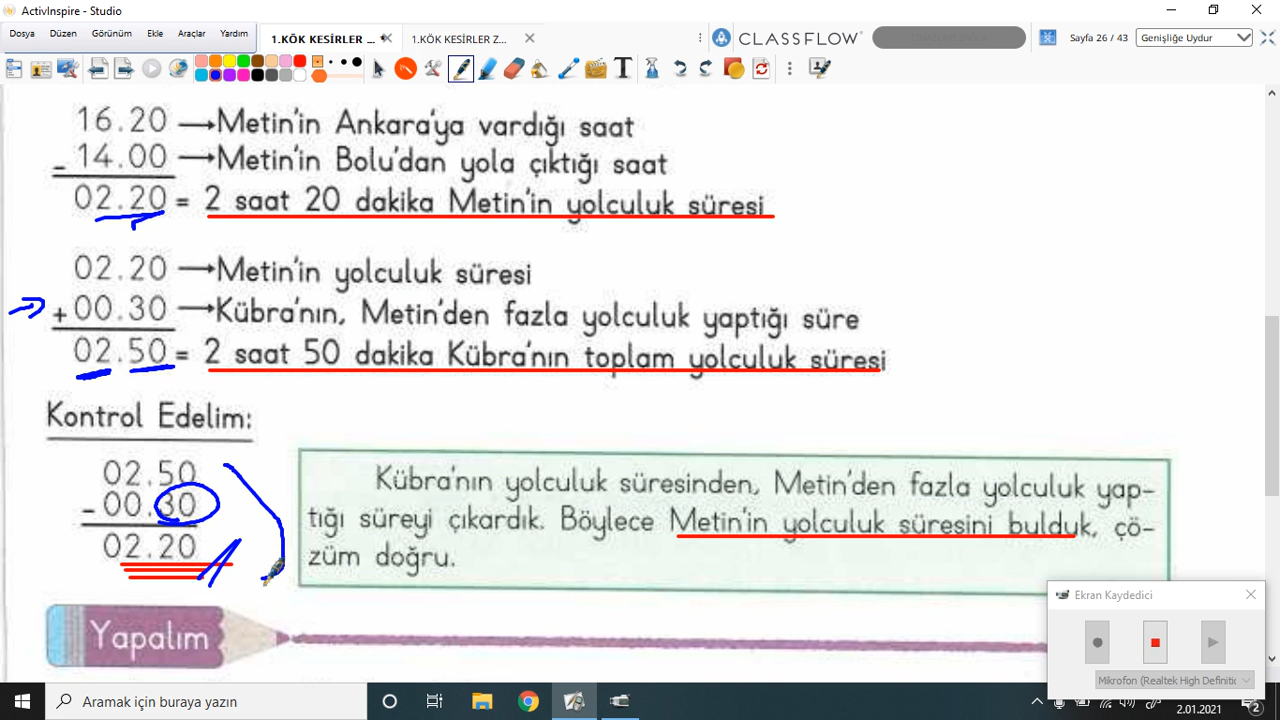 ActivInspire - Studio
Dosya Düzen Görünüm Ekle Araçlar Yardım
1.KÖK KESİRLER ... 1.KÖK KESİRLER Z... CLASSFLOW Sayfa 26 / 43 Genişliğe Uydur
16.20 → Metin'in Ankara'ya vardığı saat
- 14.00 → Metin'in Bolu'dan yola çıktığı saat
02.20 = 2 saat 20 dakika Metin'in yolculuk süresi
02.20 → Metin'in yolculuk süresi
+ 00.30 → Kübra'nın, Metin'den fazla yolculuk yaptığı süre
02.50 = 2 saat 50 dakika Kübra'nın toplam yolculuk süresi
Kontrol Edelim:
02.50
- 00.30
02.20
Kübra'nın yolculuk süresinden, Metin'den fazla yolculuk yap-
tığı süreyi çıkardık. Böylece Metin'in yolculuk süresini bulduk, çö-
züm doğru.
Yapalım
Ekran Kaydedici
Mikrofon (Realtek High Definitic
Aramak için buraya yazın
2.01.2021
2